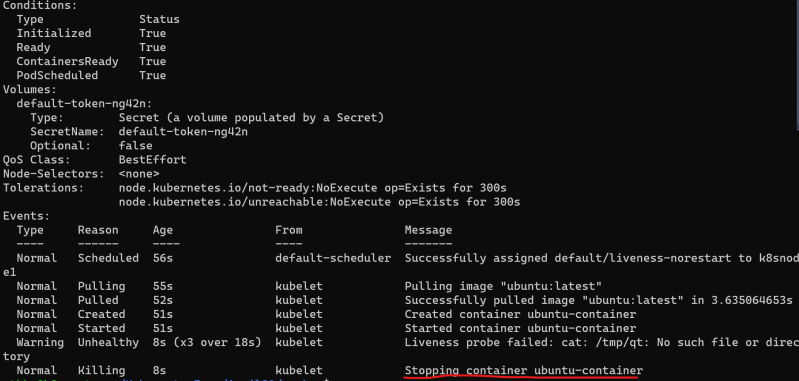 Conditions:
Type Status
Initialized True
Ready True
ContainersReady True
PodScheduled True
Volumes:
default-token-ng42n:
Type: Secret (a volume populated by a Secret)
SecretName: default-token-ng42n
Optional: false
QoS Class: BestEffort
Node-Selectors: <none>
Tolerations: node.kubernetes.io/not-ready:NoExecute op=Exists for 300s
node.kubernetes.io/unreachable:NoExecute op=Exists for 300s
Events:
Type Reason Age From Message
---- ------ ---- ---- -------
Normal Scheduled 56s default-scheduler Successfully assigned default/liveness-norestart to k8snod
e1
Normal Pulling 55s kubelet Pulling image "ubuntu:latest"
Normal Pulled 52s kubelet Successfully pulled image "ubuntu:latest" in 3.635064653s
Normal Created 51s kubelet Created container ubuntu-container
Normal Started 51s kubelet Started container ubuntu-container
Warning Unhealthy 8s (x3 over 18s) kubelet Liveness probe failed: cat: /tmp/qt: No such file or direc
tory
Normal Killing 8s kubelet Stopping container ubuntu-container